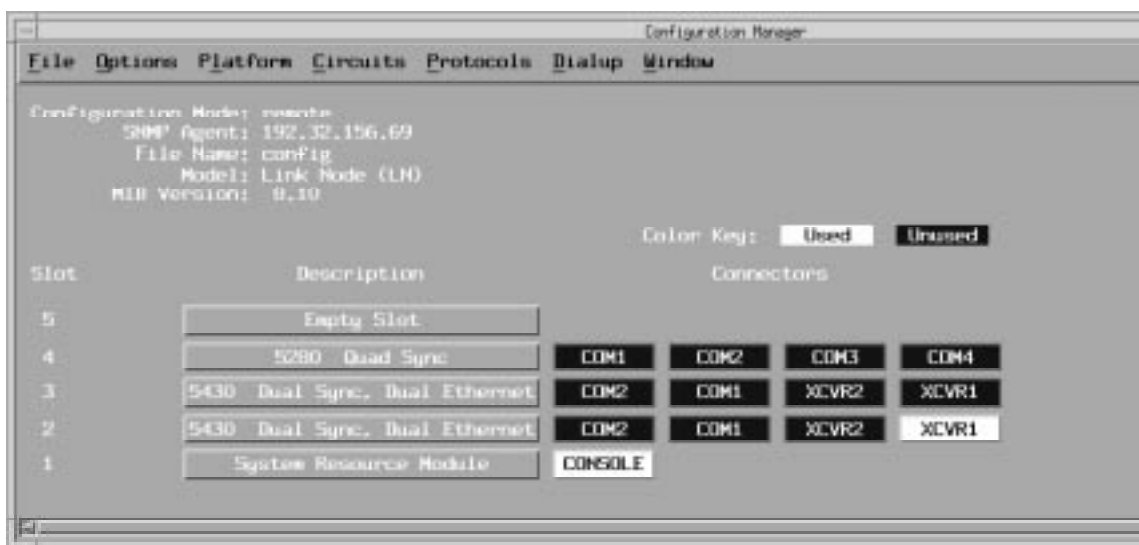 Configuration Manager
File Options Platform Circuits Protocols Dialup Window
Configuration Mode: remote
SNMP Agent: 192.32.156.69
File Name: config
Model: Link Node (LN)
MIB Version: 8.10
Color Key: Used Unused
Slot Description Connectors
5 Empty Slot
4 5280 Quad Sync COM1 COM2 COM3 COM4
3 5430 Dual Sync, Dual Ethernet COM2 COM1 XCVR2 XCVR1
2 5430 Dual Sync, Dual Ethernet COM2 COM1 XCVR2 XCVR1
1 System Resource Module CONSOLE